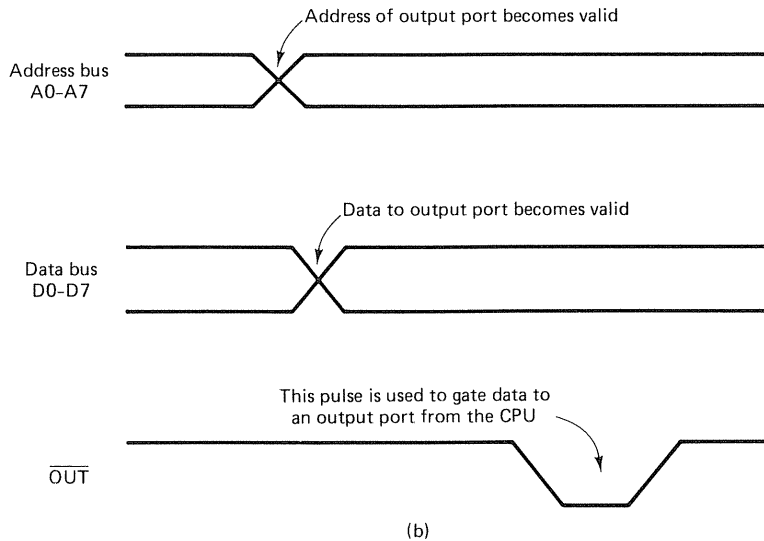 Address of output port becomes valid
Address bus
A0-A7
Data to output port becomes valid
Data bus
D0-D7
This pulse is used to gate data to
an output port from the CPU
OUT
(b)